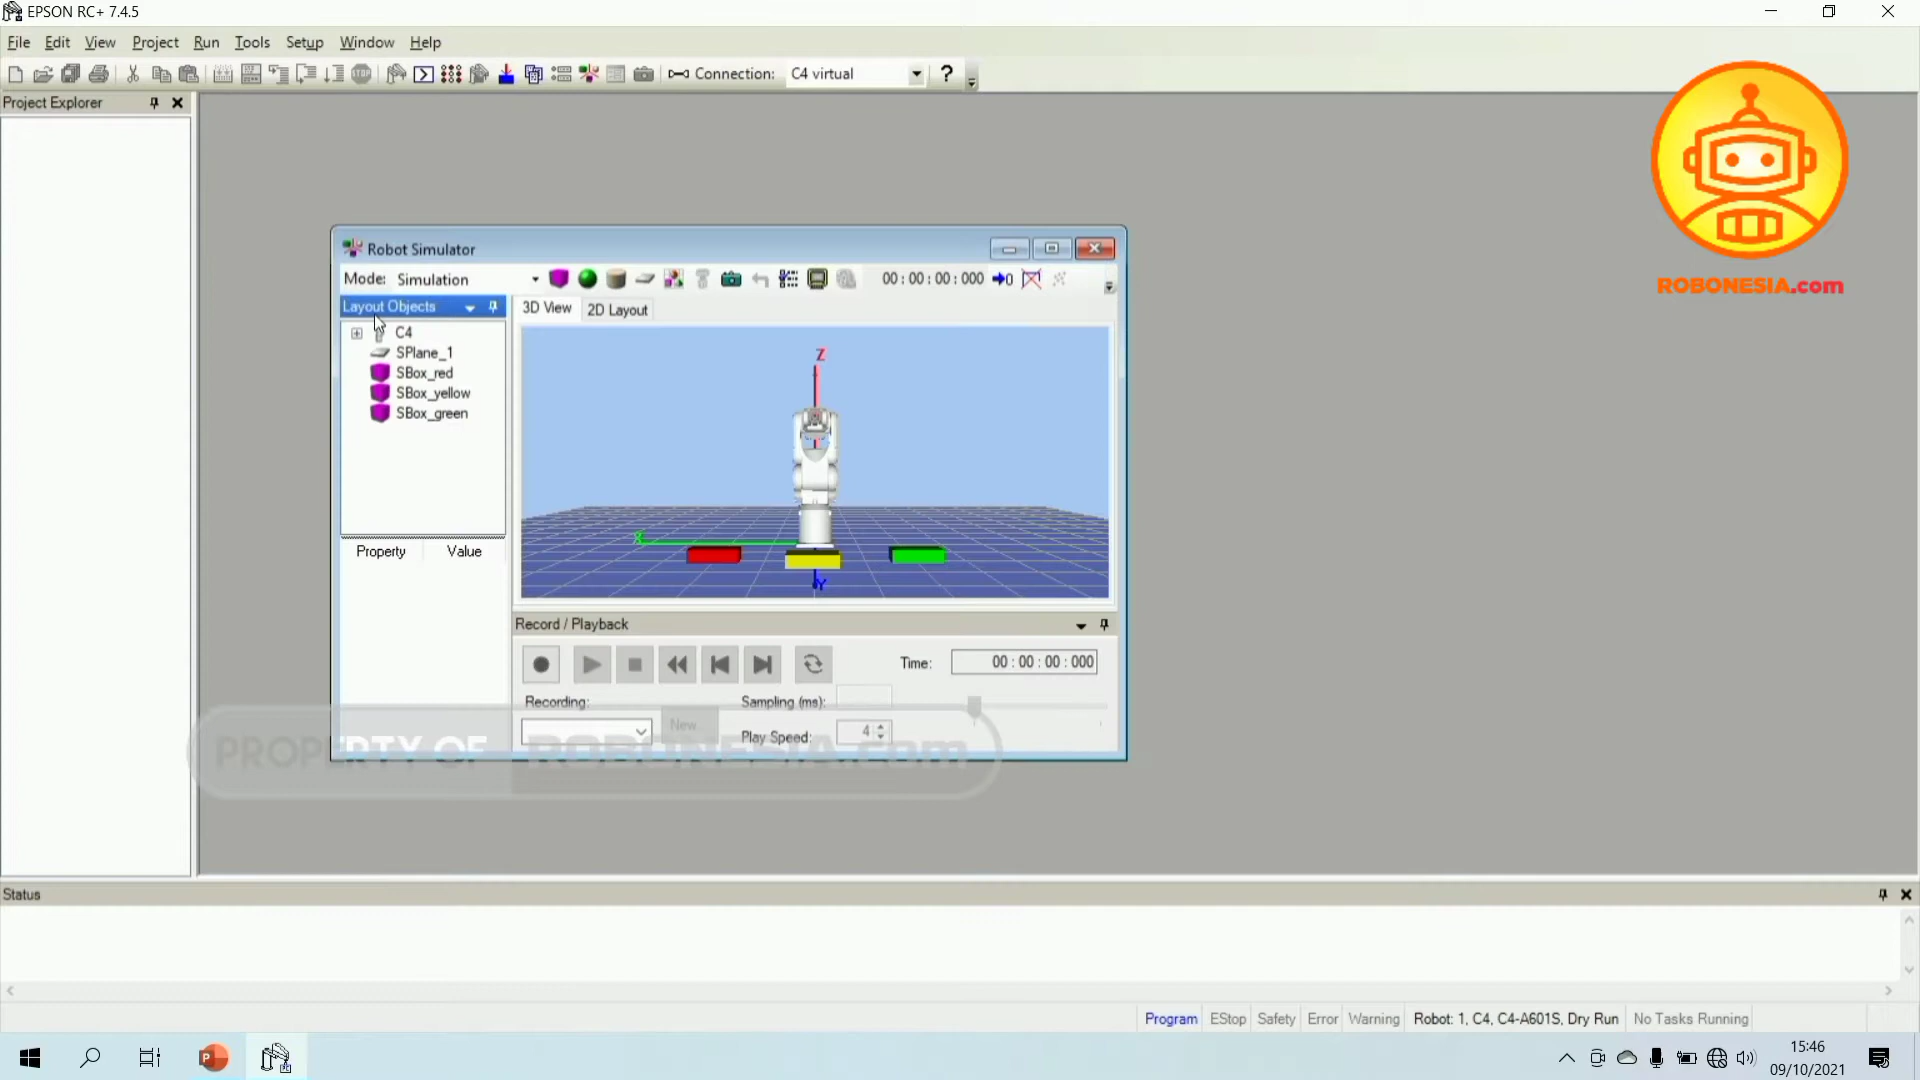 EPSON RC+ 7.4.5
File Edit View Project Run Tools Setup Window Help
Connection: C4 virtual ?
Project Explorer
ROBONESIA.com
Robot Simulator
Mode: Simulation
00 : 00 : 00 : 000
Layout Objects
3D View 2D Layout
C4
SPlane_1
SBox_red
SBox_yellow
SBox_green
Z
X
Y
Property Value
Record / Playback
Time: 00 : 00 : 00 : 000
Recording: Sampling (ms):
New
Play Speed: 4
PROPERTY OF ROBONESIA.com
Status
Program EStop Safety Error Warning Robot: 1, C4, C4-A601S, Dry Run No Tasks Running
15:46
09/10/2021